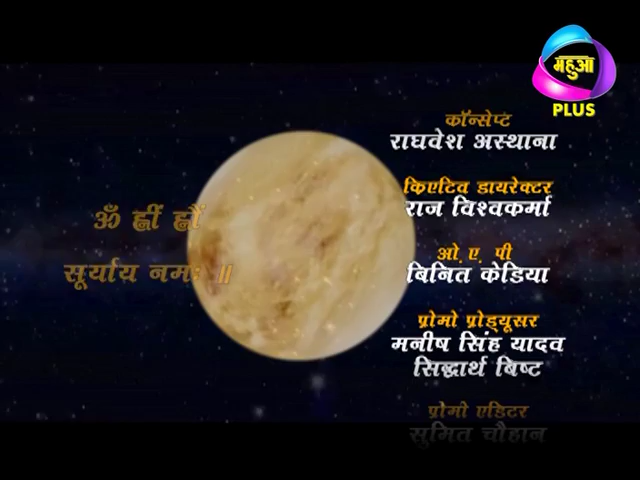 महुआ
PLUS
कॉन्सेप्ट
राघवेश अस्थाना
क्रिएटिव डायरेक्टर
राज विश्वकर्मा
ओ. ए. पी
बिनित केडिया
प्रोमो प्रोड्यूसर
मनीष सिंह यादव
सिद्धार्थ बिष्ट
प्रोमो एडिटर
सुमित चौहान
ॐ ह्रीं ह्रौं
सूर्याय नमः ॥